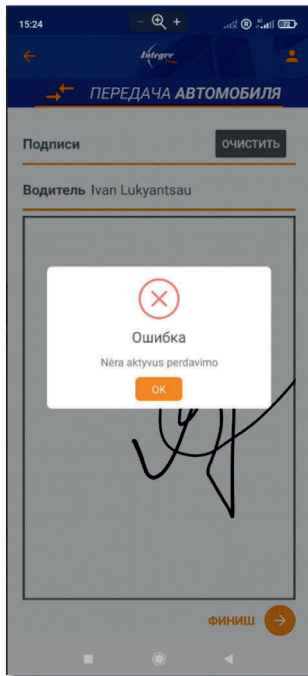 15:24
Integre
ПЕРЕДАЧА АВТОМОБИЛЯ
Подписи
ОЧИСТИТЬ
Водитель Ivan Lukyantsau
Ошибка
Nėra aktyvus perdavimo
OK
ФИНИШ